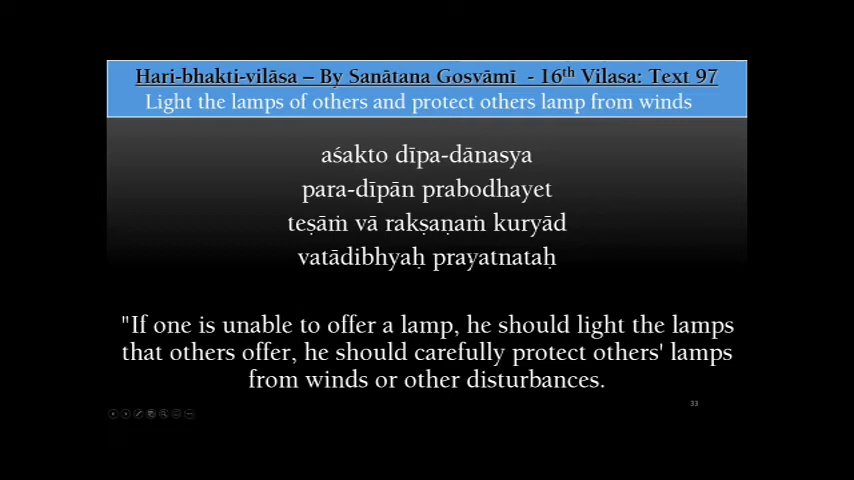 Hari-bhakti-vilāsa – By Sanātana Gosvāmī - 16th Vilasa: Text 97
Light the lamps of others and protect others lamp from winds
aśakto dīpa-dānasya
para-dīpān prabodhayet
teṣāṁ vā rakṣaṇaṁ kuryād
vatādibhyaḥ prayatnataḥ
"If one is unable to offer a lamp, he should light the lamps
that others offer, he should carefully protect others' lamps
from winds or other disturbances.
33